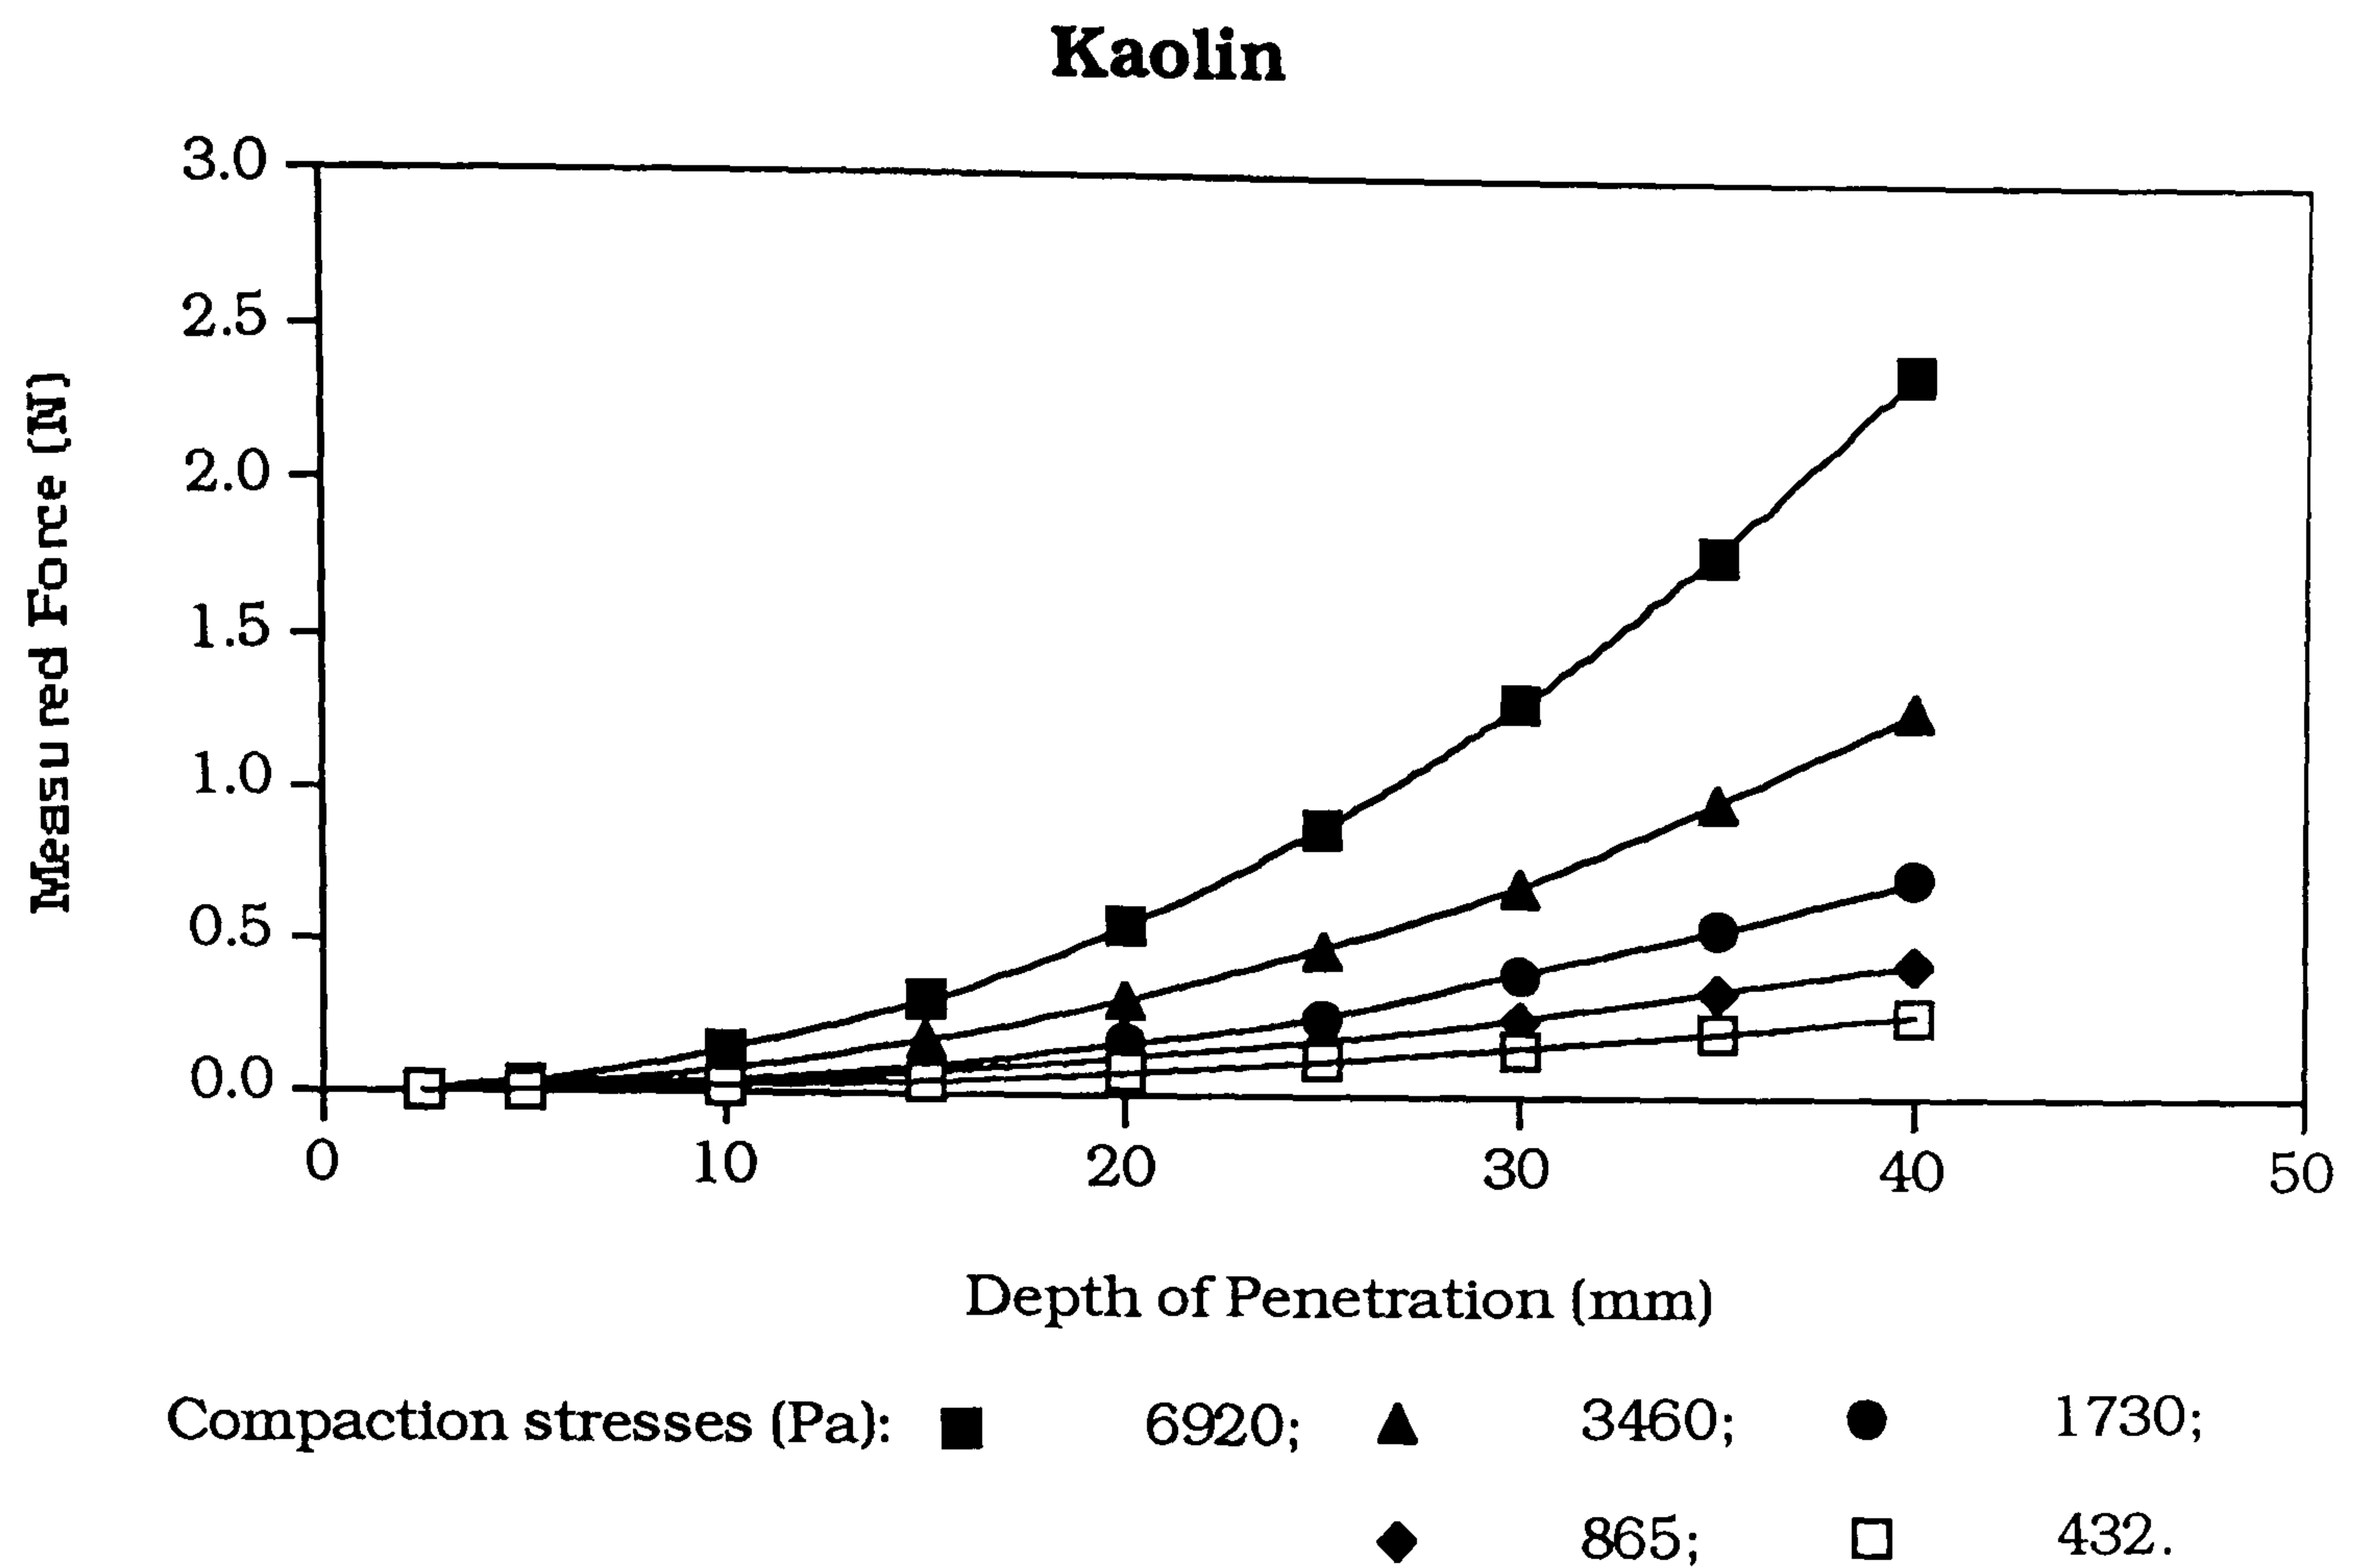 Kaolin
3.0
2.5
2.0
1.5
1.0
0.5
0.0
Measured Force (N)
0 10 20 30 40 50
Depth of Penetration (mm)
Compaction stresses (Pa): 6920; 3460; 1730;
865; 432.